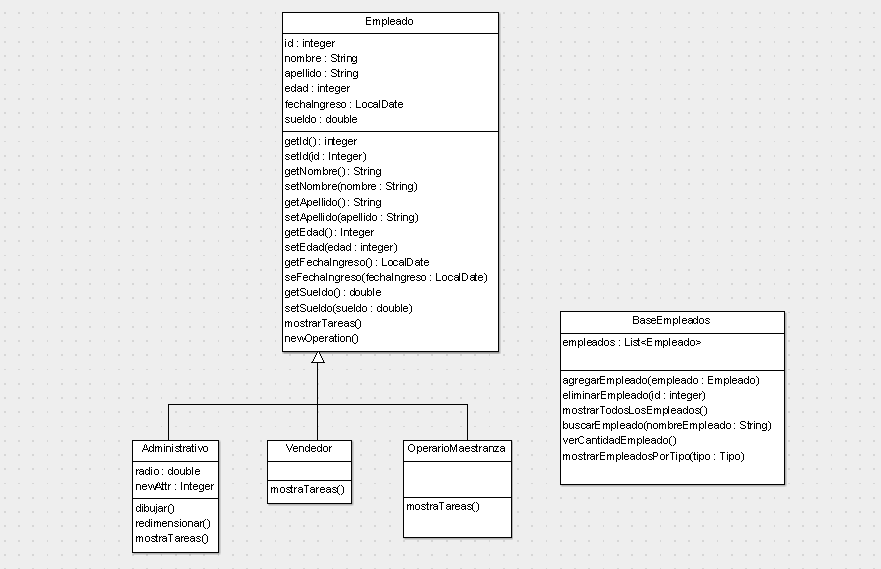 Empleado
id : integer
nombre : String
apellido : String
edad : integer
fechaIngreso : LocalDate
sueldo : double
getId() : integer
setId(id : Integer)
getNombre() : String
setNombre(nombre : String)
getApellido() : String
setApellido(apellido : String)
getEdad() : Integer
setEdad(edad : integer)
getFechaIngreso() : LocalDate
seFechaIngreso(fechaIngreso : LocalDate)
getSueldo() : double
setSueldo(sueldo : double)
mostrarTareas()
newOperation()
BaseEmpleados
empleados : List<Empleado>
agregarEmpleado(empleado : Empleado)
eliminarEmpleado(id : integer)
mostrarTodosLosEmpleados()
buscarEmpleado(nombreEmpleado : String)
verCantidadEmpleado()
mostrarEmpleadosPorTipo(tipo : Tipo)
Administrativo
radio : double
newAttr : Integer
dibujar()
redimensionar()
mostraTareas()
Vendedor
mostraTareas()
OperarioMaestranza
mostraTareas()